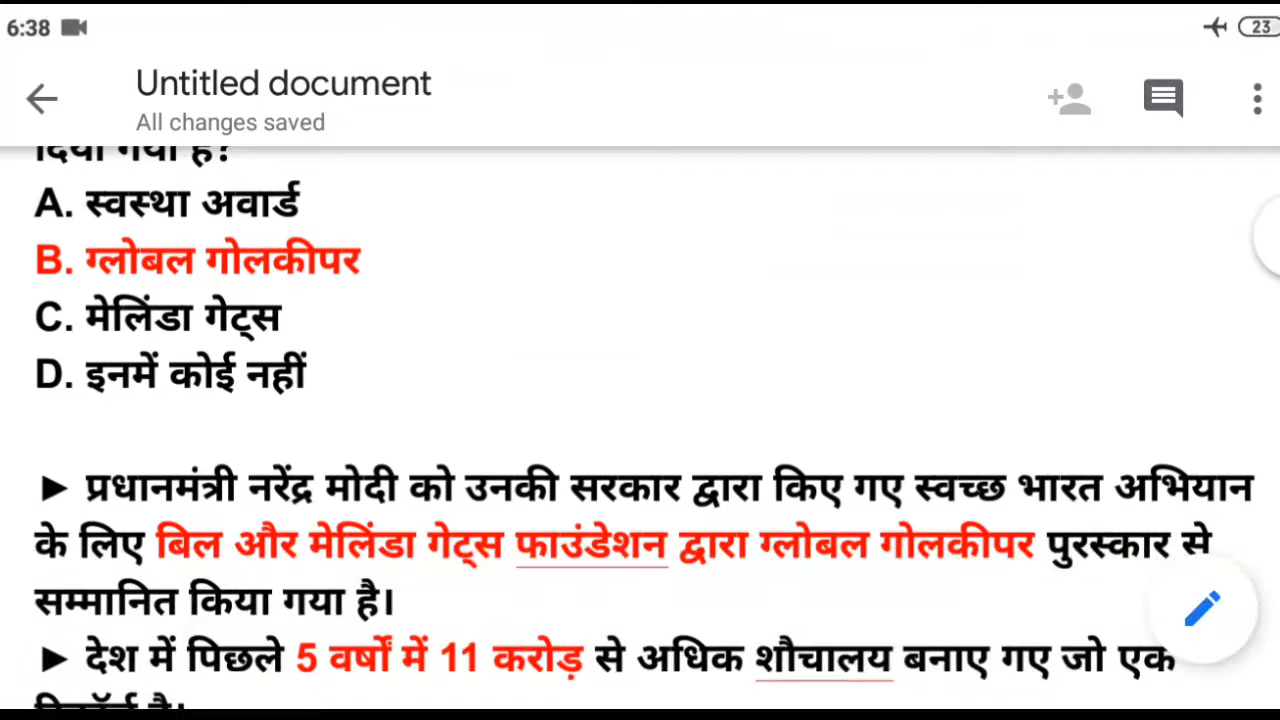 6:38
23
Untitled document
All changes saved
दिया गया है?
A. स्वस्था अवार्ड
B. ग्लोबल गोलकीपर
C. मेलिंडा गेट्स
D. इनमें कोई नहीं
► प्रधानमंत्री नरेंद्र मोदी को उनकी सरकार द्वारा किए गए स्वच्छ भारत अभियान
के लिए बिल और मेलिंडा गेट्स फाउंडेशन द्वारा ग्लोबल गोलकीपर पुरस्कार से
सम्मानित किया गया है।
► देश में पिछले 5 वर्षों में 11 करोड़ से अधिक शौचालय बनाए गए जो एक